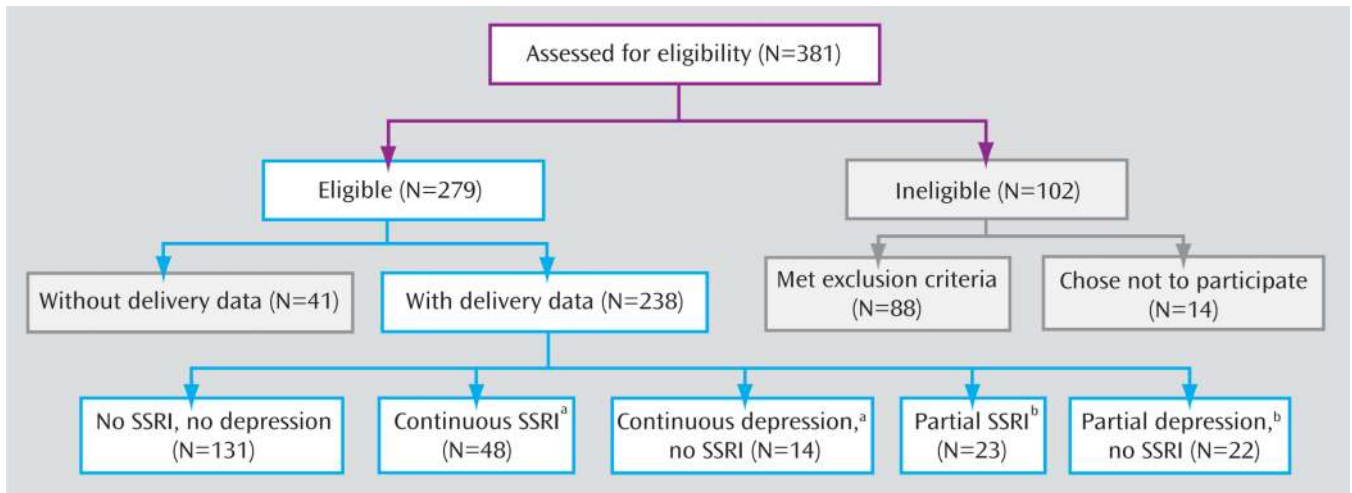 Assessed for eligibility (N=381)
Eligible (N=279)
Ineligible (N=102)
Without delivery data (N=41)
With delivery data (N=238)
Met exclusion criteria
(N=88)
Chose not to participate
(N=14)
No SSRI, no depression
(N=131)
Continuous SSRIᵃ
(N=48)
Continuous depression,ᵃ
no SSRI (N=14)
Partial SSRIᵇ
(N=23)
Partial depression,ᵇ
no SSRI (N=22)